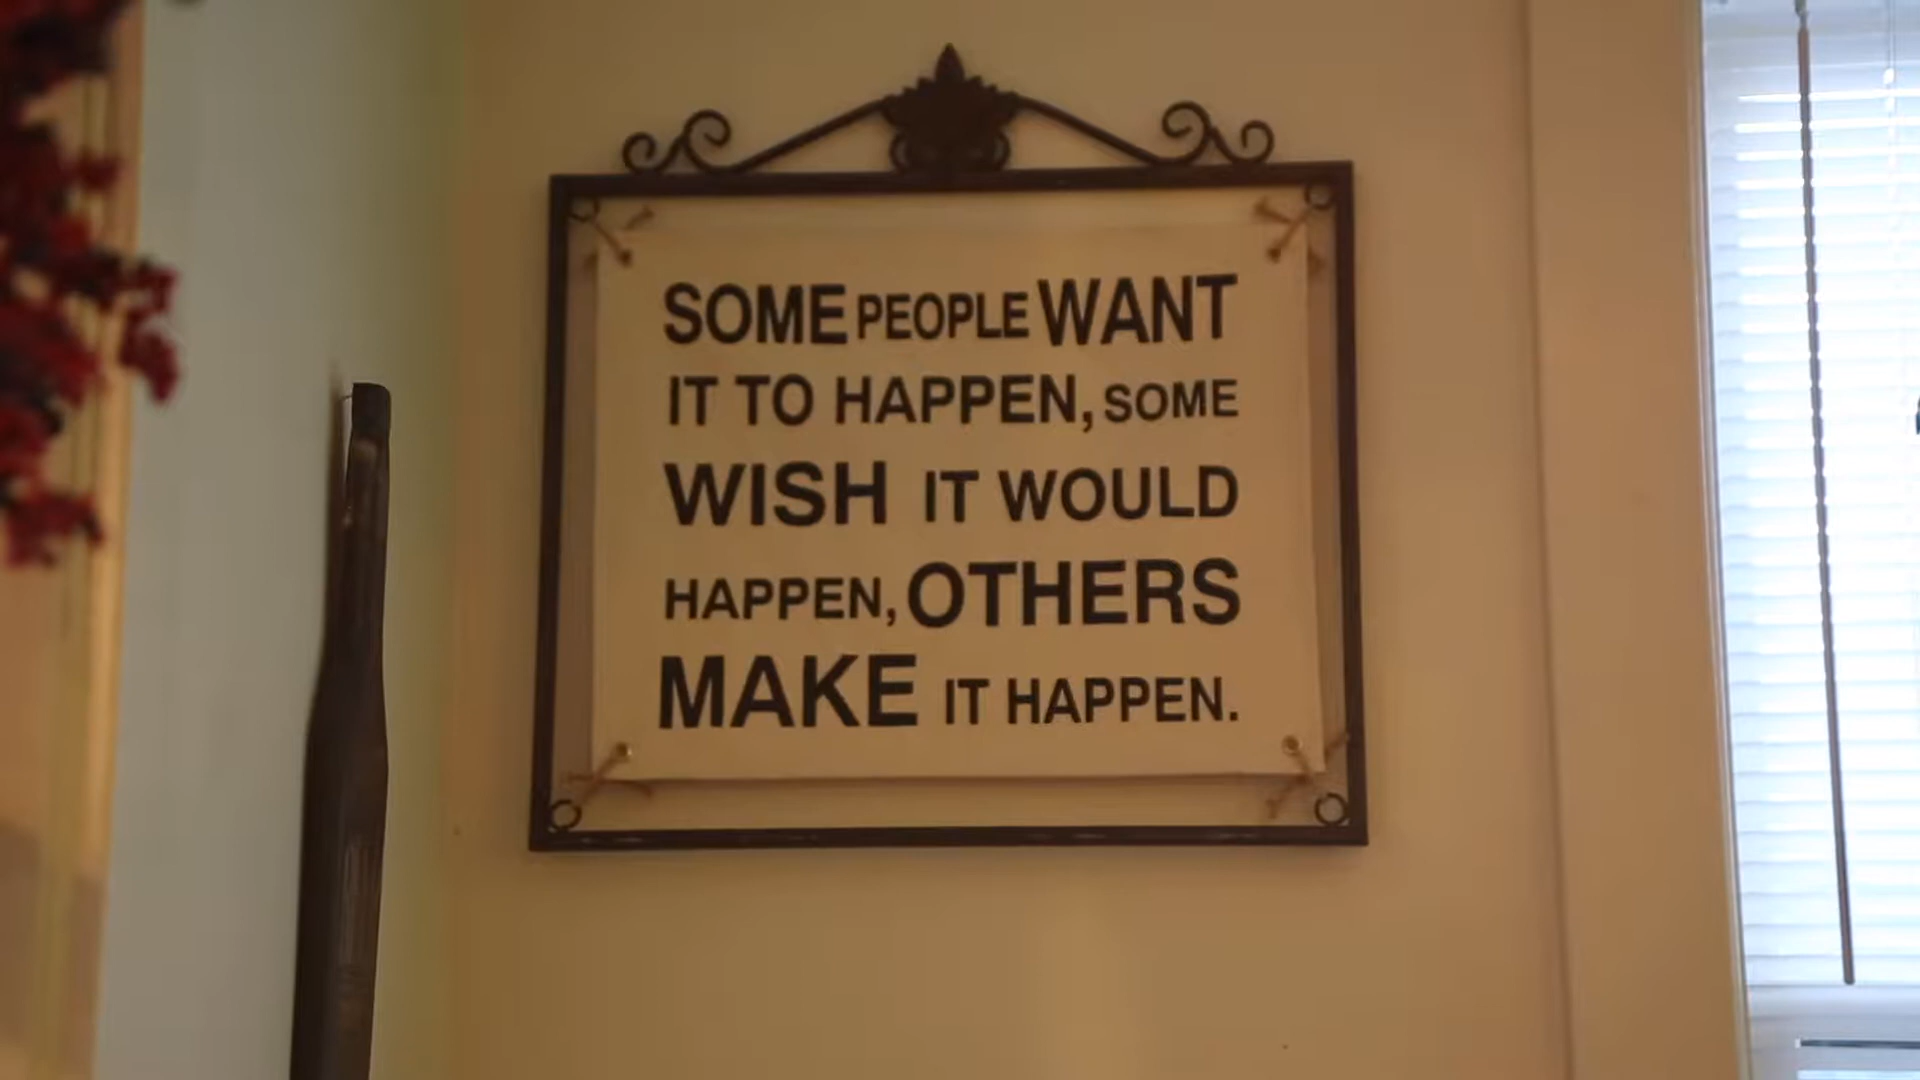 SOME PEOPLE WANT
IT TO HAPPEN, SOME
WISH IT WOULD
HAPPEN, OTHERS
MAKE IT HAPPEN.